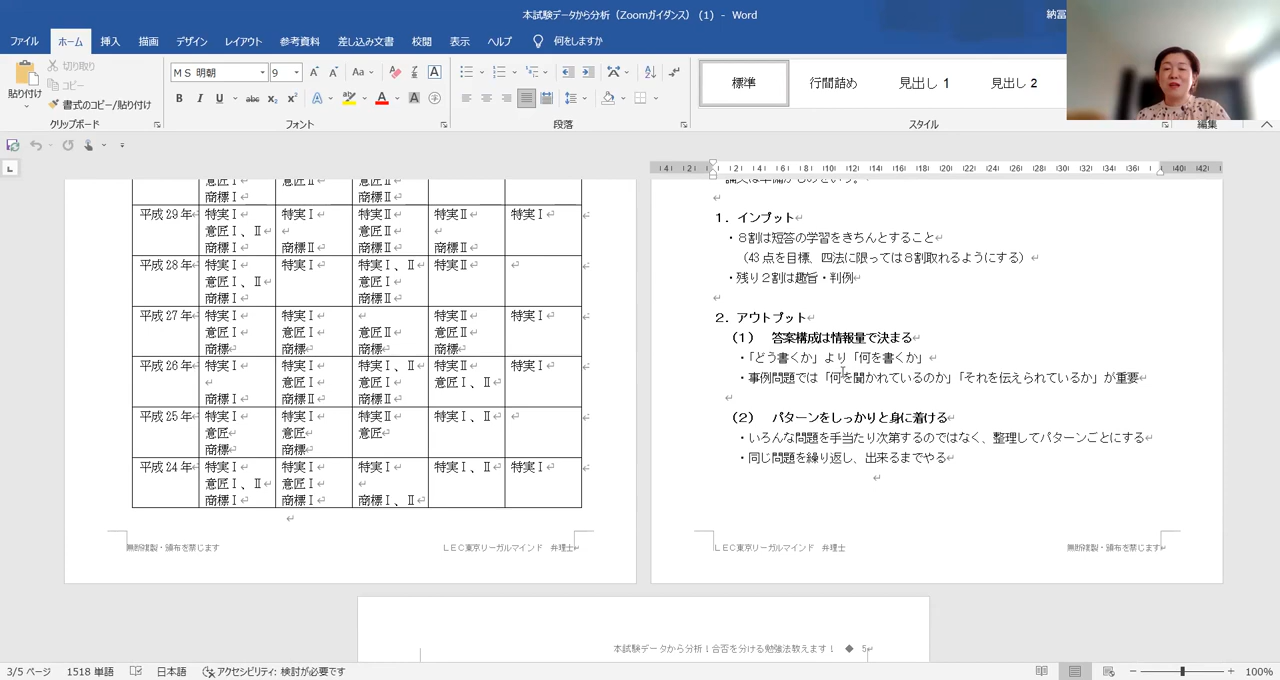 本試験データから分析（Zoomガイダンス） (1) - Word
納冨
ファイル ホーム 挿入 描画 デザイン レイアウト 参考資料 差し込み文書 校閲 表示 ヘルプ 何をしますか
貼り付け
切り取り
コピー
書式のコピー/貼り付け
クリップボード
ＭＳ 明朝 9
フォント
段落
標準 行間詰め 見出し 1 見出し 2
スタイル
編集
意匠Ⅰ 意匠Ⅱ 意匠Ⅱ
商標Ⅰ 商標Ⅱ
平成 29 年 特実Ⅰ 特実Ⅰ 特実Ⅱ 特実Ⅱ 特実Ⅰ
意匠Ⅰ、Ⅱ 意匠Ⅱ
商標Ⅰ 商標Ⅱ 商標Ⅱ 商標Ⅱ
平成 28 年 特実Ⅰ 特実Ⅰ 特実Ⅰ、Ⅱ 特実Ⅱ
意匠Ⅰ、Ⅱ 意匠Ⅰ
商標Ⅰ 商標Ⅱ
平成 27 年 特実Ⅰ 特実Ⅰ 特実Ⅱ 特実Ⅰ
意匠Ⅰ 意匠Ⅰ 意匠Ⅱ 意匠Ⅱ
商標 商標 商標 商標
平成 26 年 特実Ⅰ 特実Ⅰ 特実Ⅰ、Ⅱ 特実Ⅱ 特実Ⅰ
意匠Ⅰ 意匠Ⅱ 意匠Ⅰ、Ⅱ
商標Ⅰ 商標Ⅰ 商標Ⅱ
平成 25 年 特実Ⅰ 特実Ⅰ 特実Ⅱ 特実Ⅰ、Ⅱ
意匠 意匠 意匠
商標 商標
平成 24 年 特実Ⅰ 特実Ⅰ 特実Ⅰ 特実Ⅰ、Ⅱ 特実Ⅰ
意匠Ⅰ、Ⅱ 意匠Ⅰ
商標Ⅰ 商標Ⅰ 商標Ⅰ、Ⅱ
無断複製・頒布を禁じます ＬＥＣ東京リーガルマインド 弁理士
１．インプット
・８割は短答の学習をきちんとすること
（43 点を目標、四法に限っては８割取れるようにする）
・残り２割は趣旨・判例
２．アウトプット
（1） 答案構成は情報量で決まる
・「どう書くか」より「何を書くか」
・事例問題では「何を聞かれているのか」「それを伝えられているか」が重要
（2） パターンをしっかりと身に着ける
・いろんな問題を手当たり次第するのではなく、整理してパターンごとにする
・同じ問題を繰り返し、出来るまでやる
ＬＥＣ東京リーガルマインド 弁理士 無断複製・頒布を禁じます
本試験データから分析！合否を分ける勉強法教えます！ ◆ 5
3/5 ページ 1518 単語 日本語 アクセシビリティ: 検討が必要です 100%